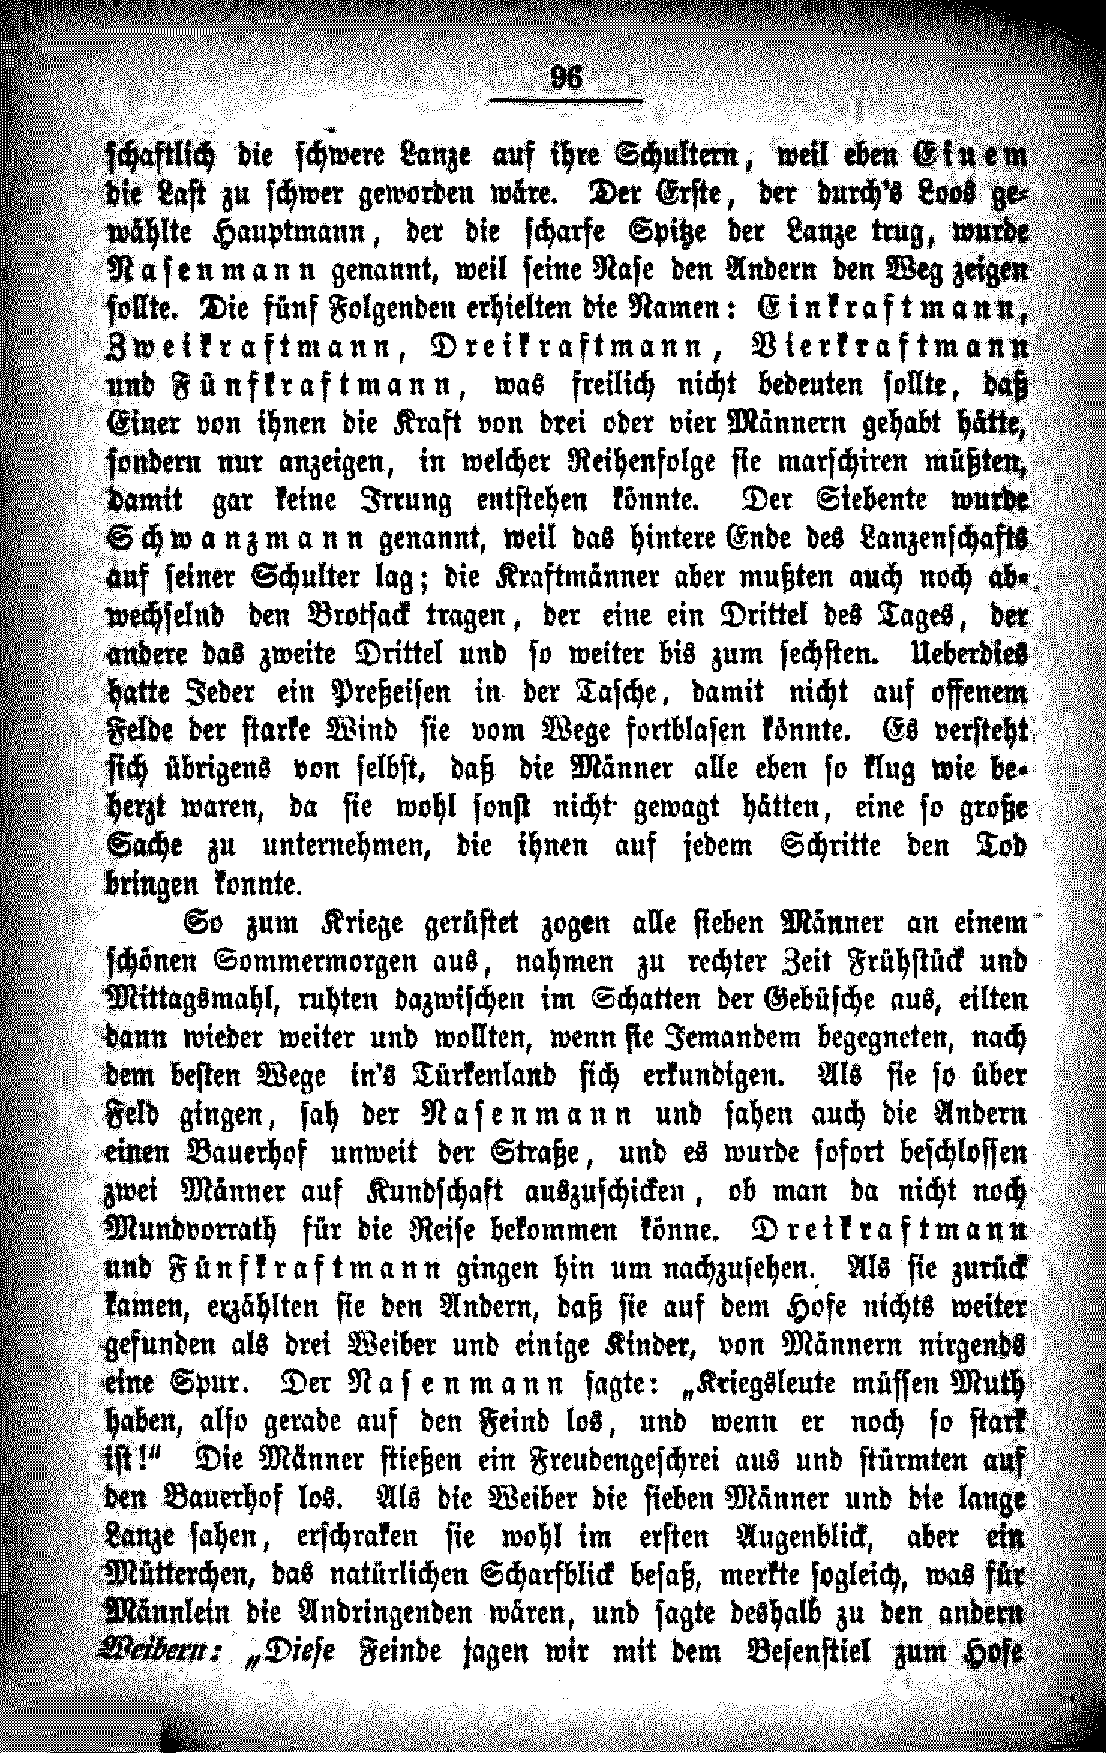 96
schaftlich die schwere Lanze auf ihre Schultern, weil eben Einem
die Last zu schwer geworden wäre. Der Erste, der durch's Loos ge-
wählte Hauptmann, der die scharfe Spitze der Lanze trug, wurde
Nasenmann genannt, weil seine Nase den Andern den Weg zeigen
sollte. Die fünf Folgenden erhielten die Namen: Einkraftmann,
Zweikraftmann, Dreikraftmann, Vierkraftmann
und Fünfkraftmann, was freilich nicht bedeuten sollte, daß
Einer von ihnen die Kraft von drei oder vier Männern gehabt hätte,
sondern nur anzeigen, in welcher Reihenfolge sie marschiren müßten,
damit gar keine Irrung entstehen könnte. Der Siebente wurde
Schwanzmann genannt, weil das hintere Ende des Lanzenschafts
auf seiner Schulter lag; die Kraftmänner aber mußten auch noch ab-
wechselnd den Brotsack tragen, der eine ein Drittel des Tages, der
andere das zweite Drittel und so weiter bis zum sechsten. Ueberdies
hatte Jeder ein Preßeisen in der Tasche, damit nicht auf offenem
Felde der starke Wind sie vom Wege fortblasen könnte. Es versteht
sich übrigens von selbst, daß die Männer alle eben so klug wie be-
herzt waren, da sie wohl sonst nicht gewagt hätten, eine so große
Sache zu unternehmen, die ihnen auf jedem Schritte den Tod
bringen konnte.
So zum Kriege gerüstet zogen alle sieben Männer an einem
schönen Sommermorgen aus, nahmen zu rechter Zeit Frühstück und
Mittagsmahl, ruhten dazwischen im Schatten der Gebüsche aus, eilten
dann wieder weiter und wollten, wenn sie Jemandem begegneten, nach
dem besten Wege in's Türkenland sich erkundigen. Als sie so über
Feld gingen, sah der Nasenmann und sahen auch die Andern
einen Bauerhof unweit der Straße, und es wurde sofort beschlossen
zwei Männer auf Kundschaft auszuschicken, ob man da nicht noch
Mundvorrath für die Reise bekommen könne. Dreikraftmann
und Fünfkraftmann gingen hin um nachzusehen. Als sie zurück
kamen, erzählten sie den Andern, daß sie auf dem Hofe nichts weiter
gefunden als drei Weiber und einige Kinder, von Männern nirgends
eine Spur. Der Nasenmann sagte: „Kriegsleute müssen Muth
haben, also gerade auf den Feind los, und wenn er noch so stark
ist!“ Die Männer stießen ein Freudengeschrei aus und stürmten auf
den Bauerhof los. Als die Weiber die sieben Männer und die lange
Lanze sahen, erschraken sie wohl im ersten Augenblick, aber ein
Mütterchen, das natürlichen Scharfblick besaß, merkte sogleich, was für
Männlein die Andringenden wären, und sagte deshalb zu den andern
Weibern: „Diese Feinde jagen wir mit dem Besenstiel zum Hofe